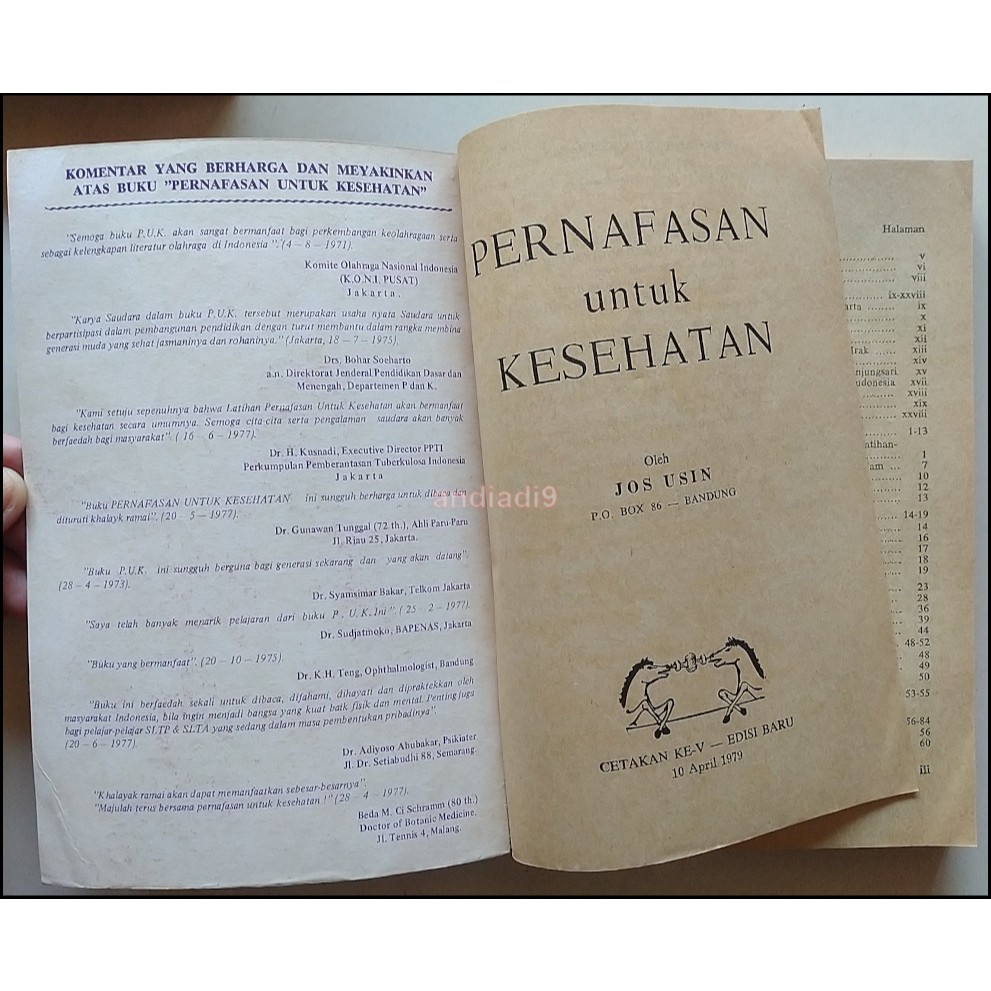 KOMENTAR YANG BERHARGA DAN MEYAKINKAN
ATAS BUKU "PERNAFASAN UNTUK KESEHATAN"
"Semoga buku P.U.K. akan sangat bermanfaat bagi perkembangan keolahragaan serta
sebagai kelengkapan literatur olahraga di Indonesia". (4 – 8 – 1971).
Komite Olahraga Nasional Indonesia
(K.O.N.I. PUSAT)
Jakarta.
"Karya Saudara dalam buku P.U.K. tersebut merupakan usaha nyata Saudara untuk
berpartisipasi dalam pembangunan pendidikan dengan turut membantu dalam rangka membina
generasi muda yang sehat jasmaninya dan rohaninya." (Jakarta, 18 – 7 – 1975).
Drs. Bohar Soeharto
a.n. Direktorat Jenderal Pendidikan Dasar dan
Menengah, Departemen P dan K.
"Kami setuju sepenuhnya bahwa Latihan Pernafasan Untuk Kesehatan akan bermanfaat
bagi kesehatan secara umumnya. Semoga cita-cita serta pengalaman saudara akan banyak
berfaedah bagi masyarakat". ( 16 – 6 – 1977).
Dr. H. Kusnadi, Executive Director PPTI
Perkumpulan Pemberantasan Tuberkulosa Indonesia
Jakarta
"Buku PERNAFASAN UNTUK KESEHATAN ini sungguh berharga untuk dibaca dan
dituruti khalayk ramai". (20 – 5 – 1977).
Dr. Gunawan Tunggal (72 th.), Ahli Paru-Paru
Jl. Riau 25, Jakarta.
"Buku P.U.K. ini sungguh berguna bagi generasi sekarang dan yang akan datang".
(28 – 4 – 1973).
Dr. Syamsimar Bakar, Telkom Jakarta
"Saya telah banyak menarik pelajaran dari buku P. U.K.Ini". ( 25 – 2 – 1977).
Dr. Sudjatmoko, BAPENAS, Jakarta
"Buku yang bermanfaat". (20 – 10 – 1975).
Dr. K.H. Teng, Ophthalmologist, Bandung
"Buku ini berfaedah sekali untuk dibaca, difahami, dihayati dan dipraktekkan oleh
masyarakat Indonesia, bila ingin menjadi bangsa yang kuat baik fisik dan mental. Penting juga
bagi pelajar-pelajar SLTP & SLTA yang sedang dalam masa pembentukan pribadinya".
(20 – 6 – 1977).
Dr. Adiyoso Abubakar, Psikiater
Jl. Dr. Setiabudhi 88, Semarang.
"Khalayak ramai akan dapat memanfaatkan sebesar-besarnya".
"Majulah terus bersama pernafasan untuk kesehatan !" (28 – 4 – 1977).
Beda M. Ci Schramm (80 th.)
Doctor of Botanic Medicine.
Jl. Tennis 4, Malang.
andiadi9
PERNAFASAN
untuk
KESEHATAN
Oleh
JOS USIN
P.O. BOX 86 — BANDUNG
CETAKAN KE-V — EDISI BARU
10 April 1979
Halaman
v
vi
viii
ix-xxviii
arta ix
x
xi
xii
Irak xiii
xiv
anjungsari xv
donesia xvii
xviii
xix
xxviii
1-13
atihan-
1
am 7
10
12
13
14-19
14
16
17
18
19
23
28
36
39
44
48-52
48
49
50
53-55
56-84
56
60
iii